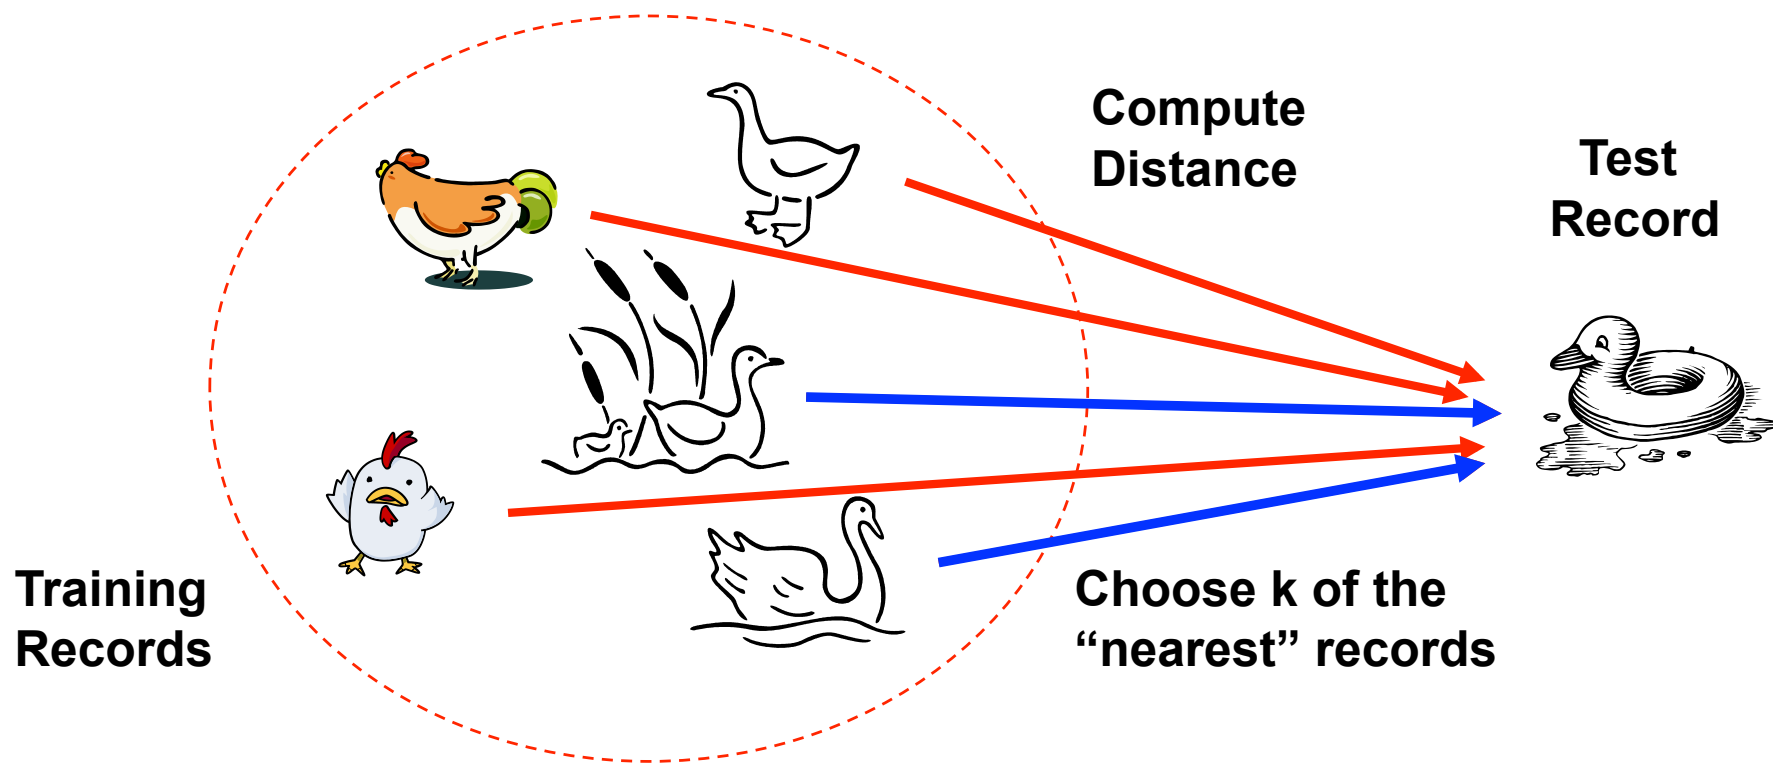 Compute
Distance
Test
Record
Training
Records
Choose k of the
“nearest” records